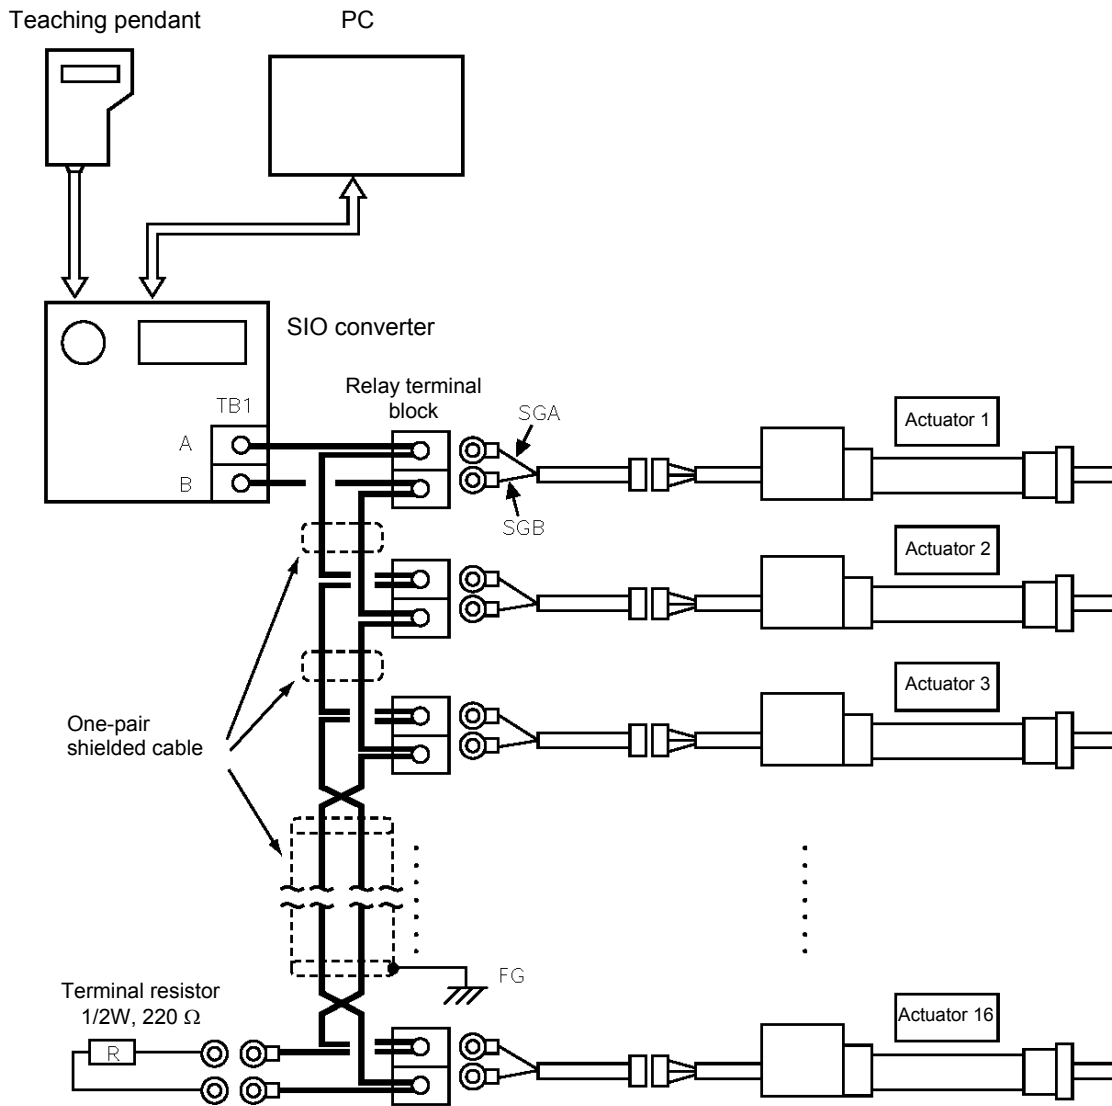 Teaching pendant
PC
SIO converter
TB1
A
B
Relay terminal
block
SGA
SGB
Actuator 1
Actuator 2
Actuator 3
One-pair
shielded cable
FG
Terminal resistor
1/2W, 220 Ω
R
Actuator 16